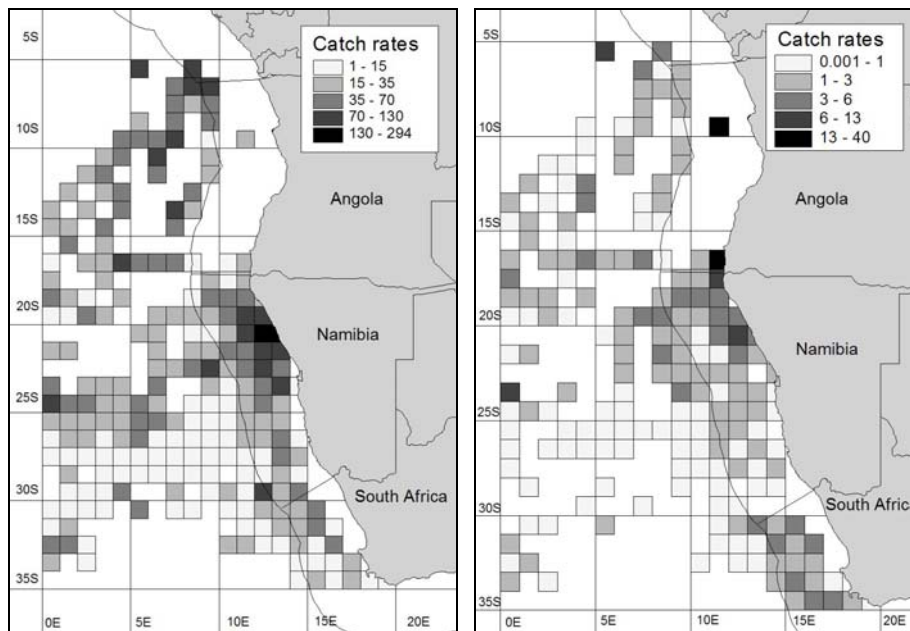 5S
10S
15S
20S
25S
30S
35S
0E
5E
10E
15E
20E
Catch rates
1 - 15
15 - 35
35 - 70
70 - 130
130 - 294
Angola
Namibia
South Africa
5S
10S
15S
20S
25S
30S
35S
0E
5E
10E
15E
20E
Catch rates
0.001 - 1
1 - 3
3 - 6
6 - 13
13 - 40
Angola
Namibia
South Africa